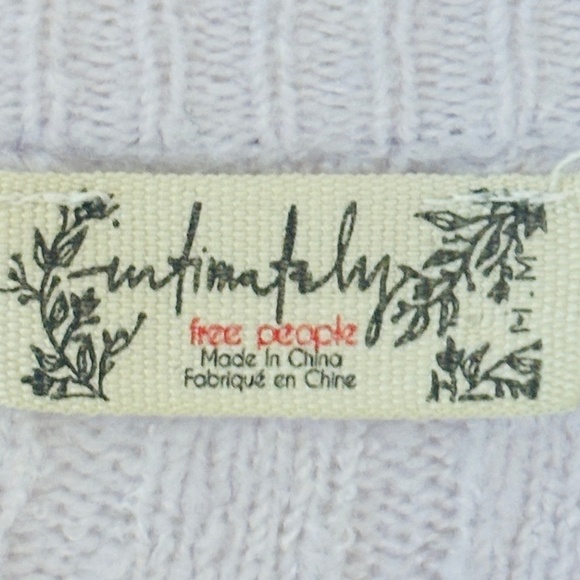 intimately
free people
Made In China
Fabriqué en Chine